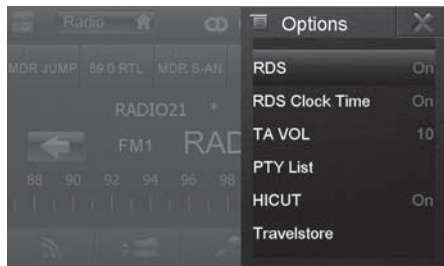 Radio
Options
MDR JUMP 89.0 RTL MDR S-AN
RDS On
RDS Clock Time On
RADIO21 *
TA VOL 10
FM1 RAD
PTY List
88 90 92 94 96 98
HICUT On
Travelstore